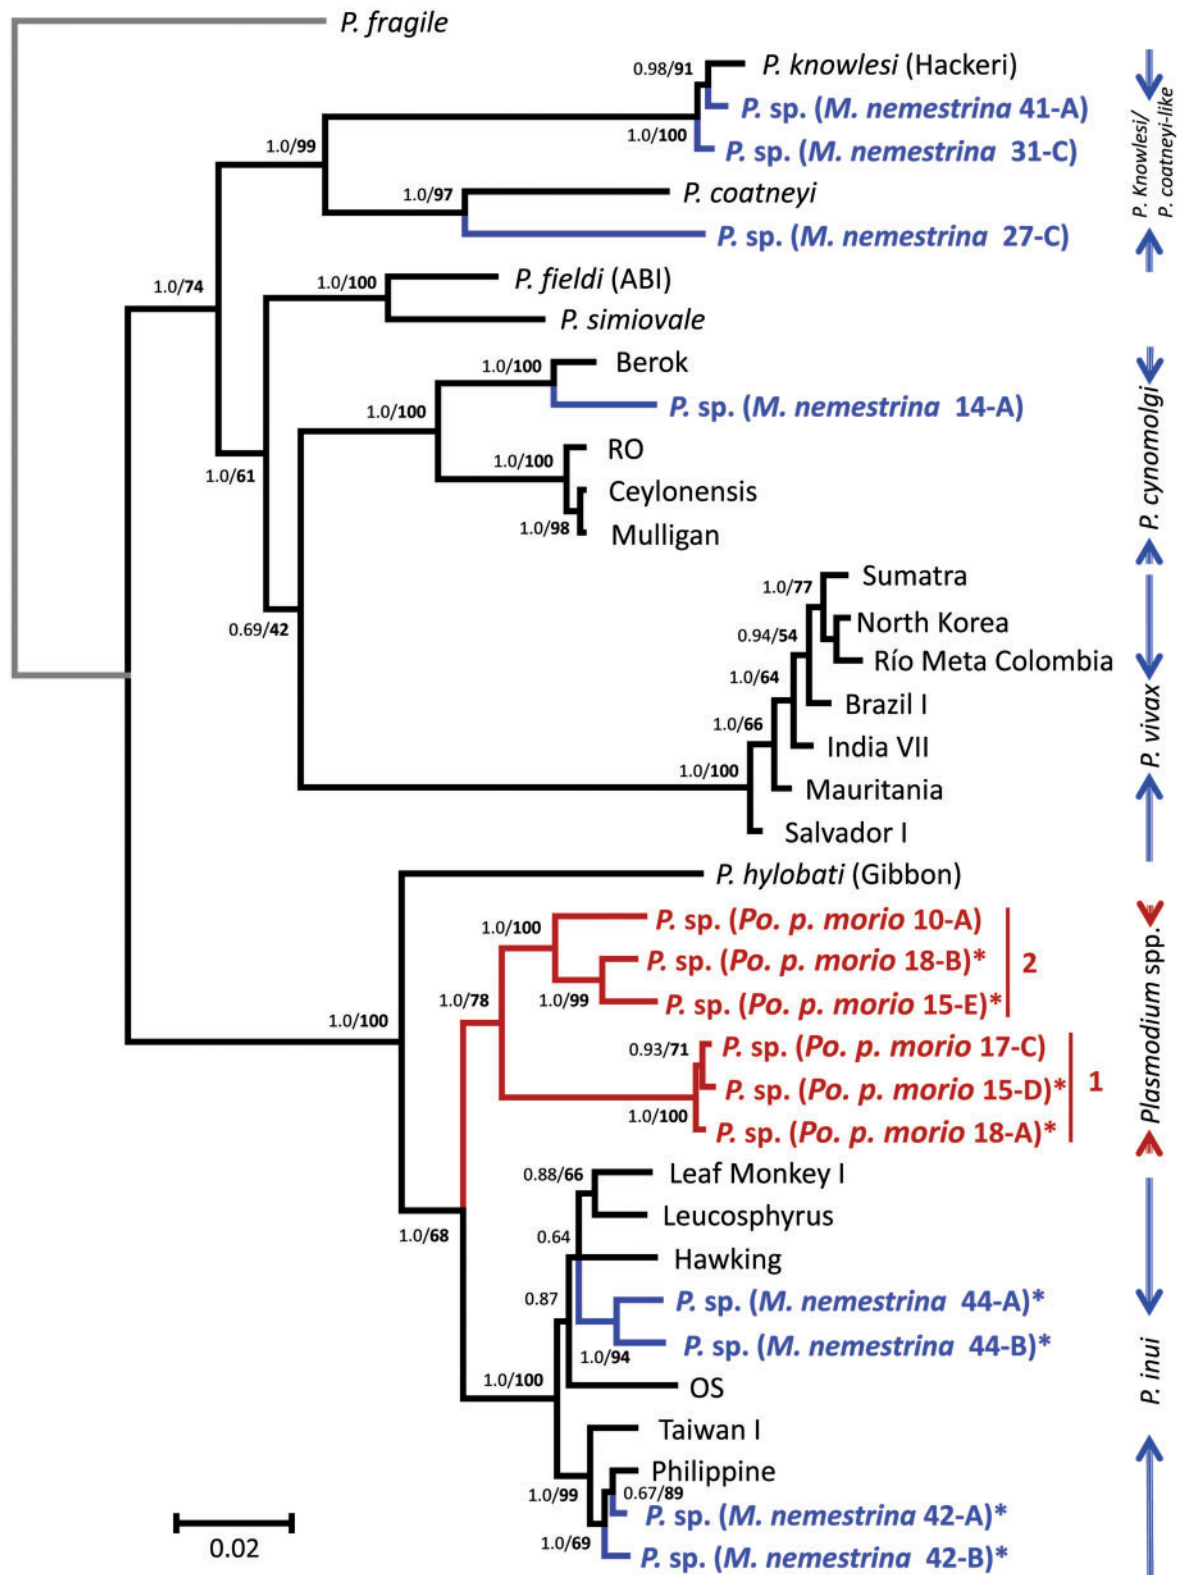 P. fragile
P. knowlesi (Hackeri)
0.98/91
P. sp. (M. nemestrina 41-A)
1.0/100
P. sp. (M. nemestrina 31-C)
1.0/99
P. coatneyi
1.0/97
P. sp. (M. nemestrina 27-C)
P. Knowlesi/
P. coatneyi-like
1.0/74
P. fieldi (ABI)
1.0/100
P. simiovale
Berok
1.0/100
P. sp. (M. nemestrina 14-A)
1.0/100
RO
1.0/100
Ceylonensis
1.0/98
Mulligan
P. cynomolgi
1.0/61
0.69/42
Sumatra
1.0/77
North Korea
0.94/54
Río Meta Colombia
1.0/64
Brazil I
1.0/66
India VII
1.0/100
Mauritania
Salvador I
P. vivax
P. hylobati (Gibbon)
P. sp. (Po. p. morio 10-A)
1.0/100
P. sp. (Po. p. morio 18-B)*
2
1.0/99
P. sp. (Po. p. morio 15-E)*
1.0/78
1.0/100
P. sp. (Po. p. morio 17-C)
0.93/71
P. sp. (Po. p. morio 15-D)*
1
1.0/100
P. sp. (Po. p. morio 18-A)*
Plasmodium spp.
Leaf Monkey I
0.88/66
Leucosphyrus
1.0/68
0.64
Hawking
0.87
P. sp. (M. nemestrina 44-A)*
P. sp. (M. nemestrina 44-B)*
1.0/94
1.0/100
OS
P. inui
Taiwan I
Philippine
0.67/89
1.0/99
P. sp. (M. nemestrina 42-A)*
1.0/69
P. sp. (M. nemestrina 42-B)*
0.02